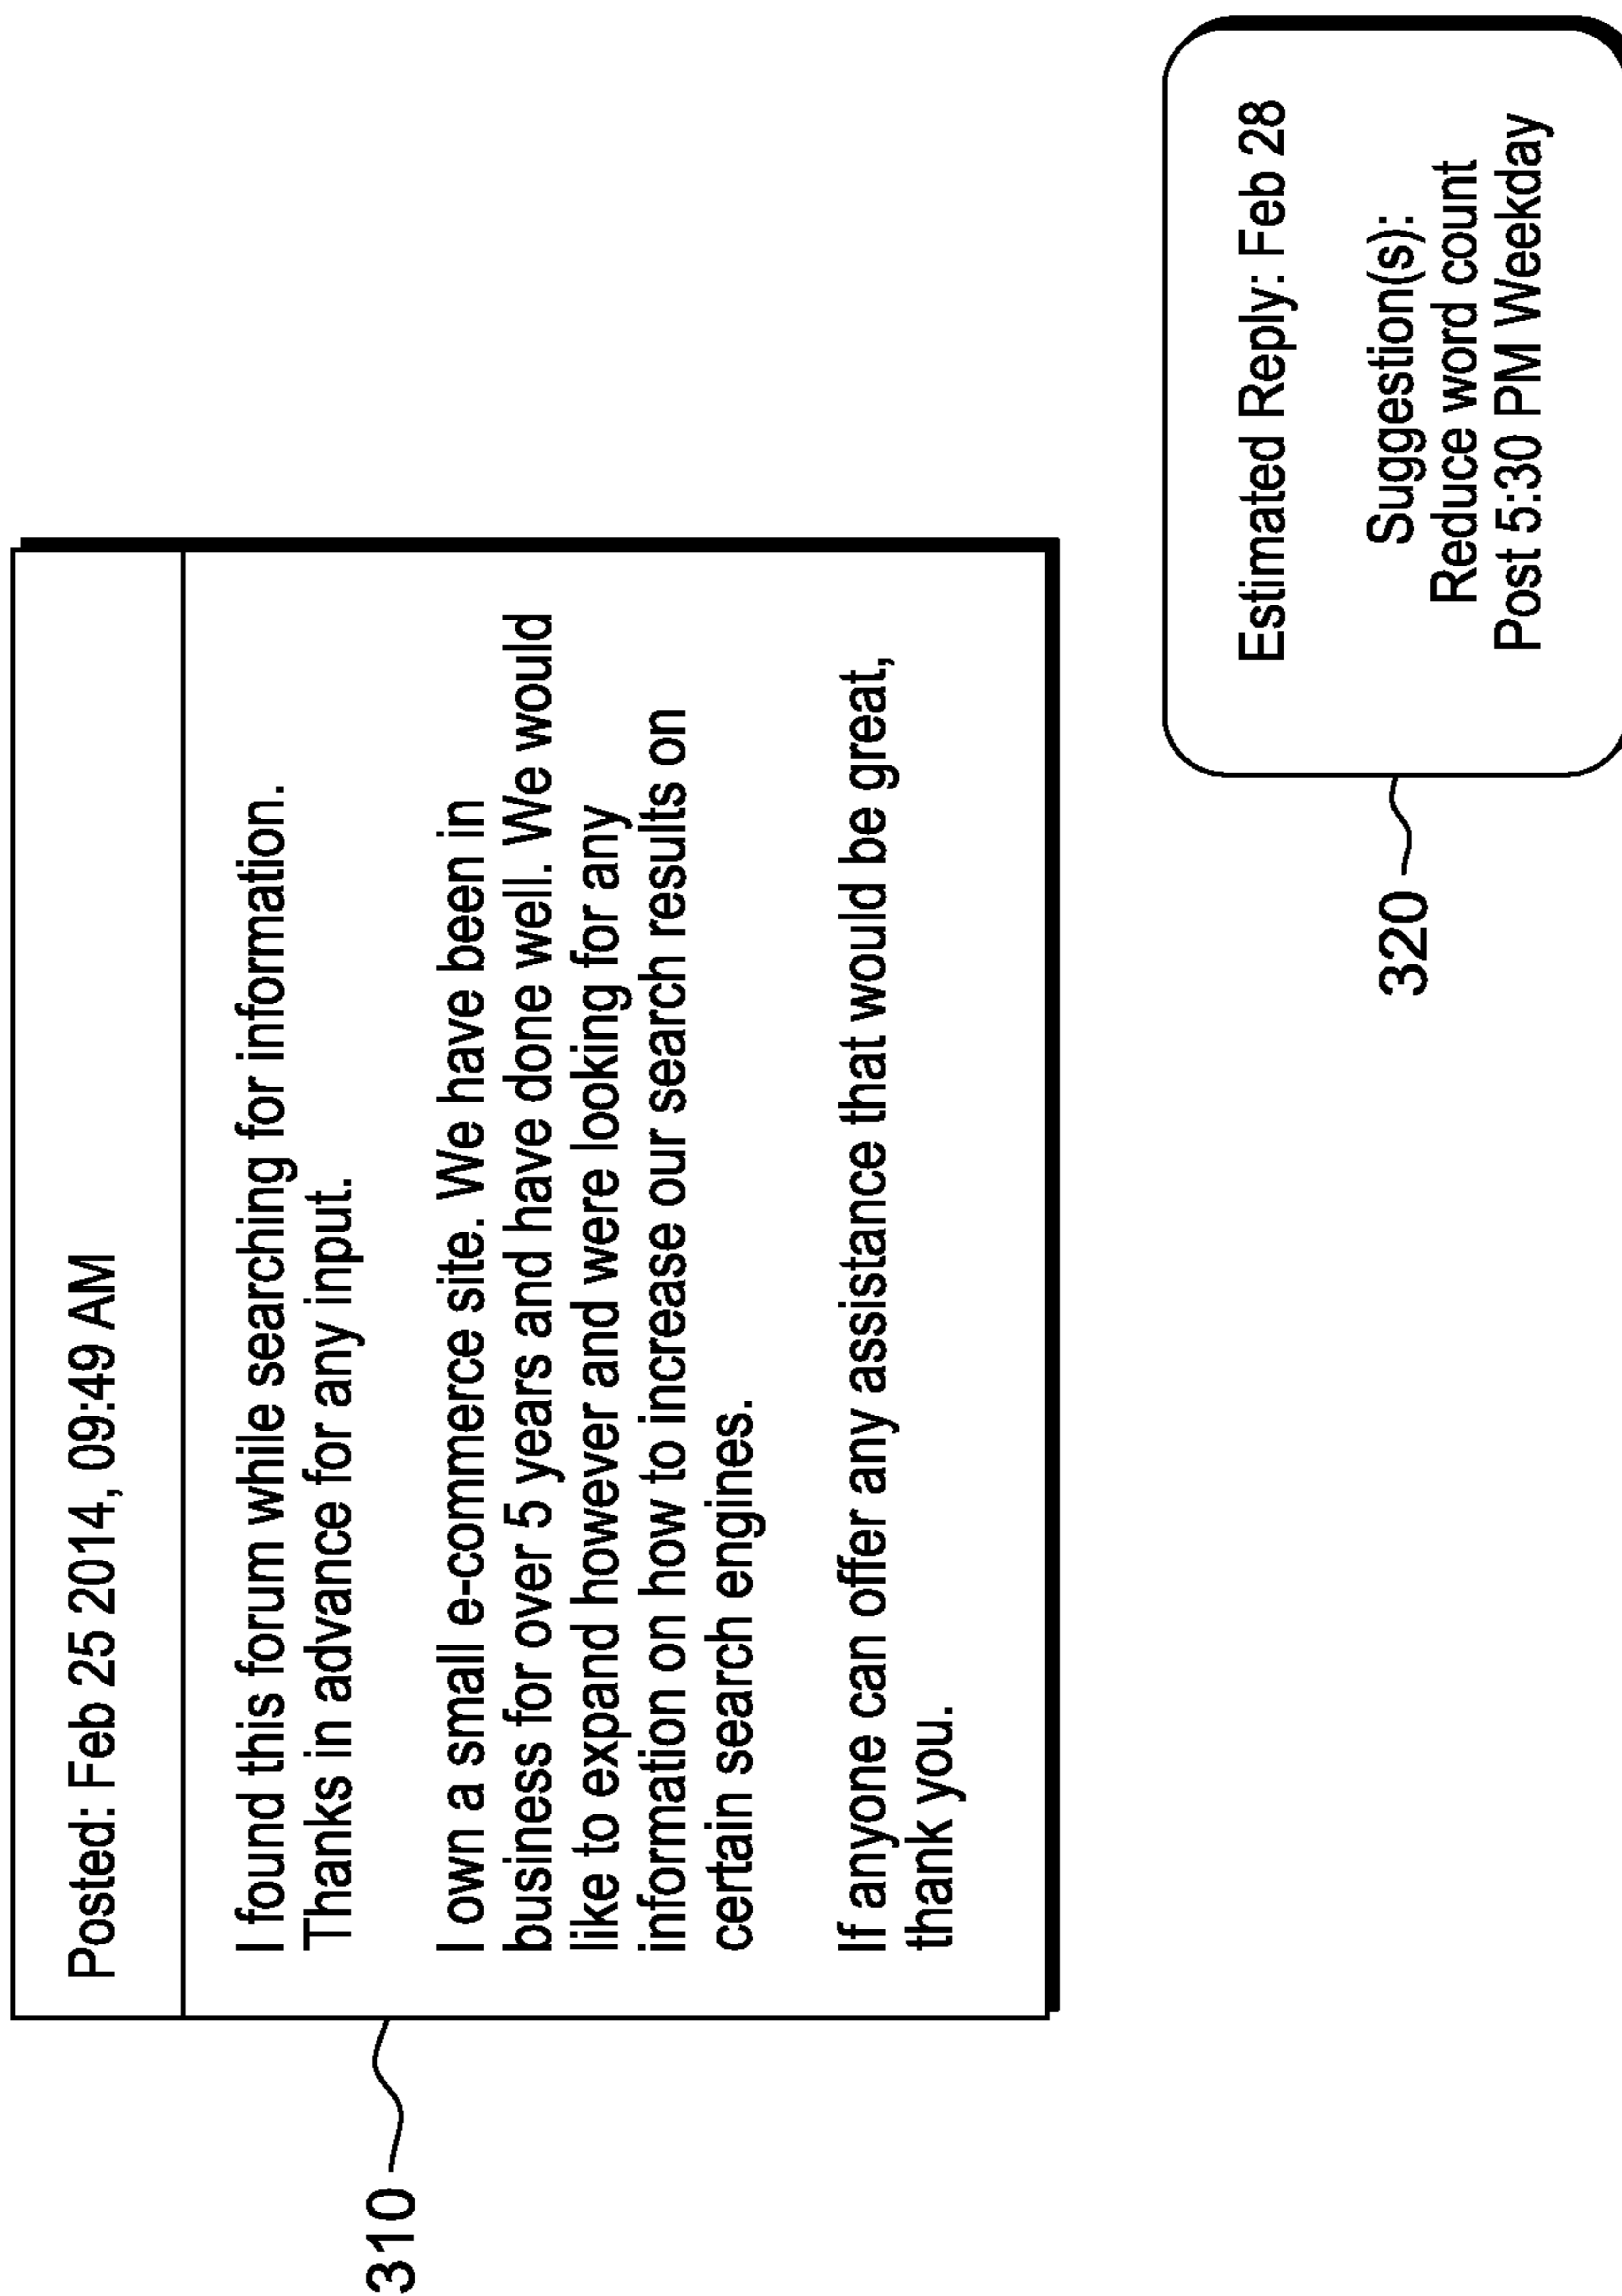 Posted: Feb 25 2014, 09:49 AM
I found this forum while searching for information.
Thanks in advance for any input.
I own a small e-commerce site. We have been in
business for over 5 years and have done well. We would
like to expand however and were looking for any
information on how to increase our search results on
certain search engines.
If anyone can offer any assistance that would be great,
thank you.
310
Estimated Reply: Feb 28
Suggestion(s):
Reduce word count
Post 5:30 PM Weekday
320